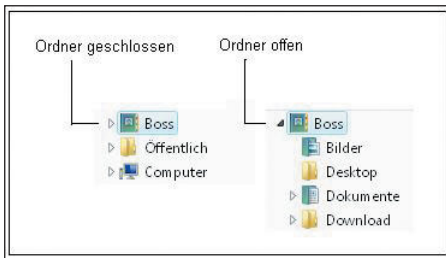 Ordner geschlossen
Ordner offen
Boss
Öffentlich
Computer
Boss
Bilder
Desktop
Dokumente
Download